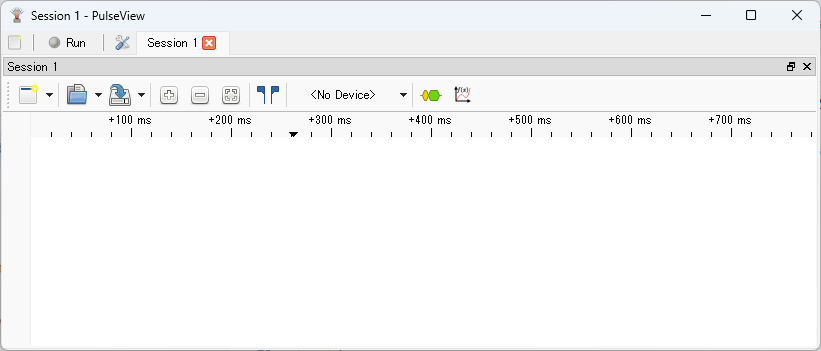 Session 1 - PulseView
Run Session 1
Session 1
<No Device> f(x)
+100 ms +200 ms +300 ms +400 ms +500 ms +600 ms +700 ms